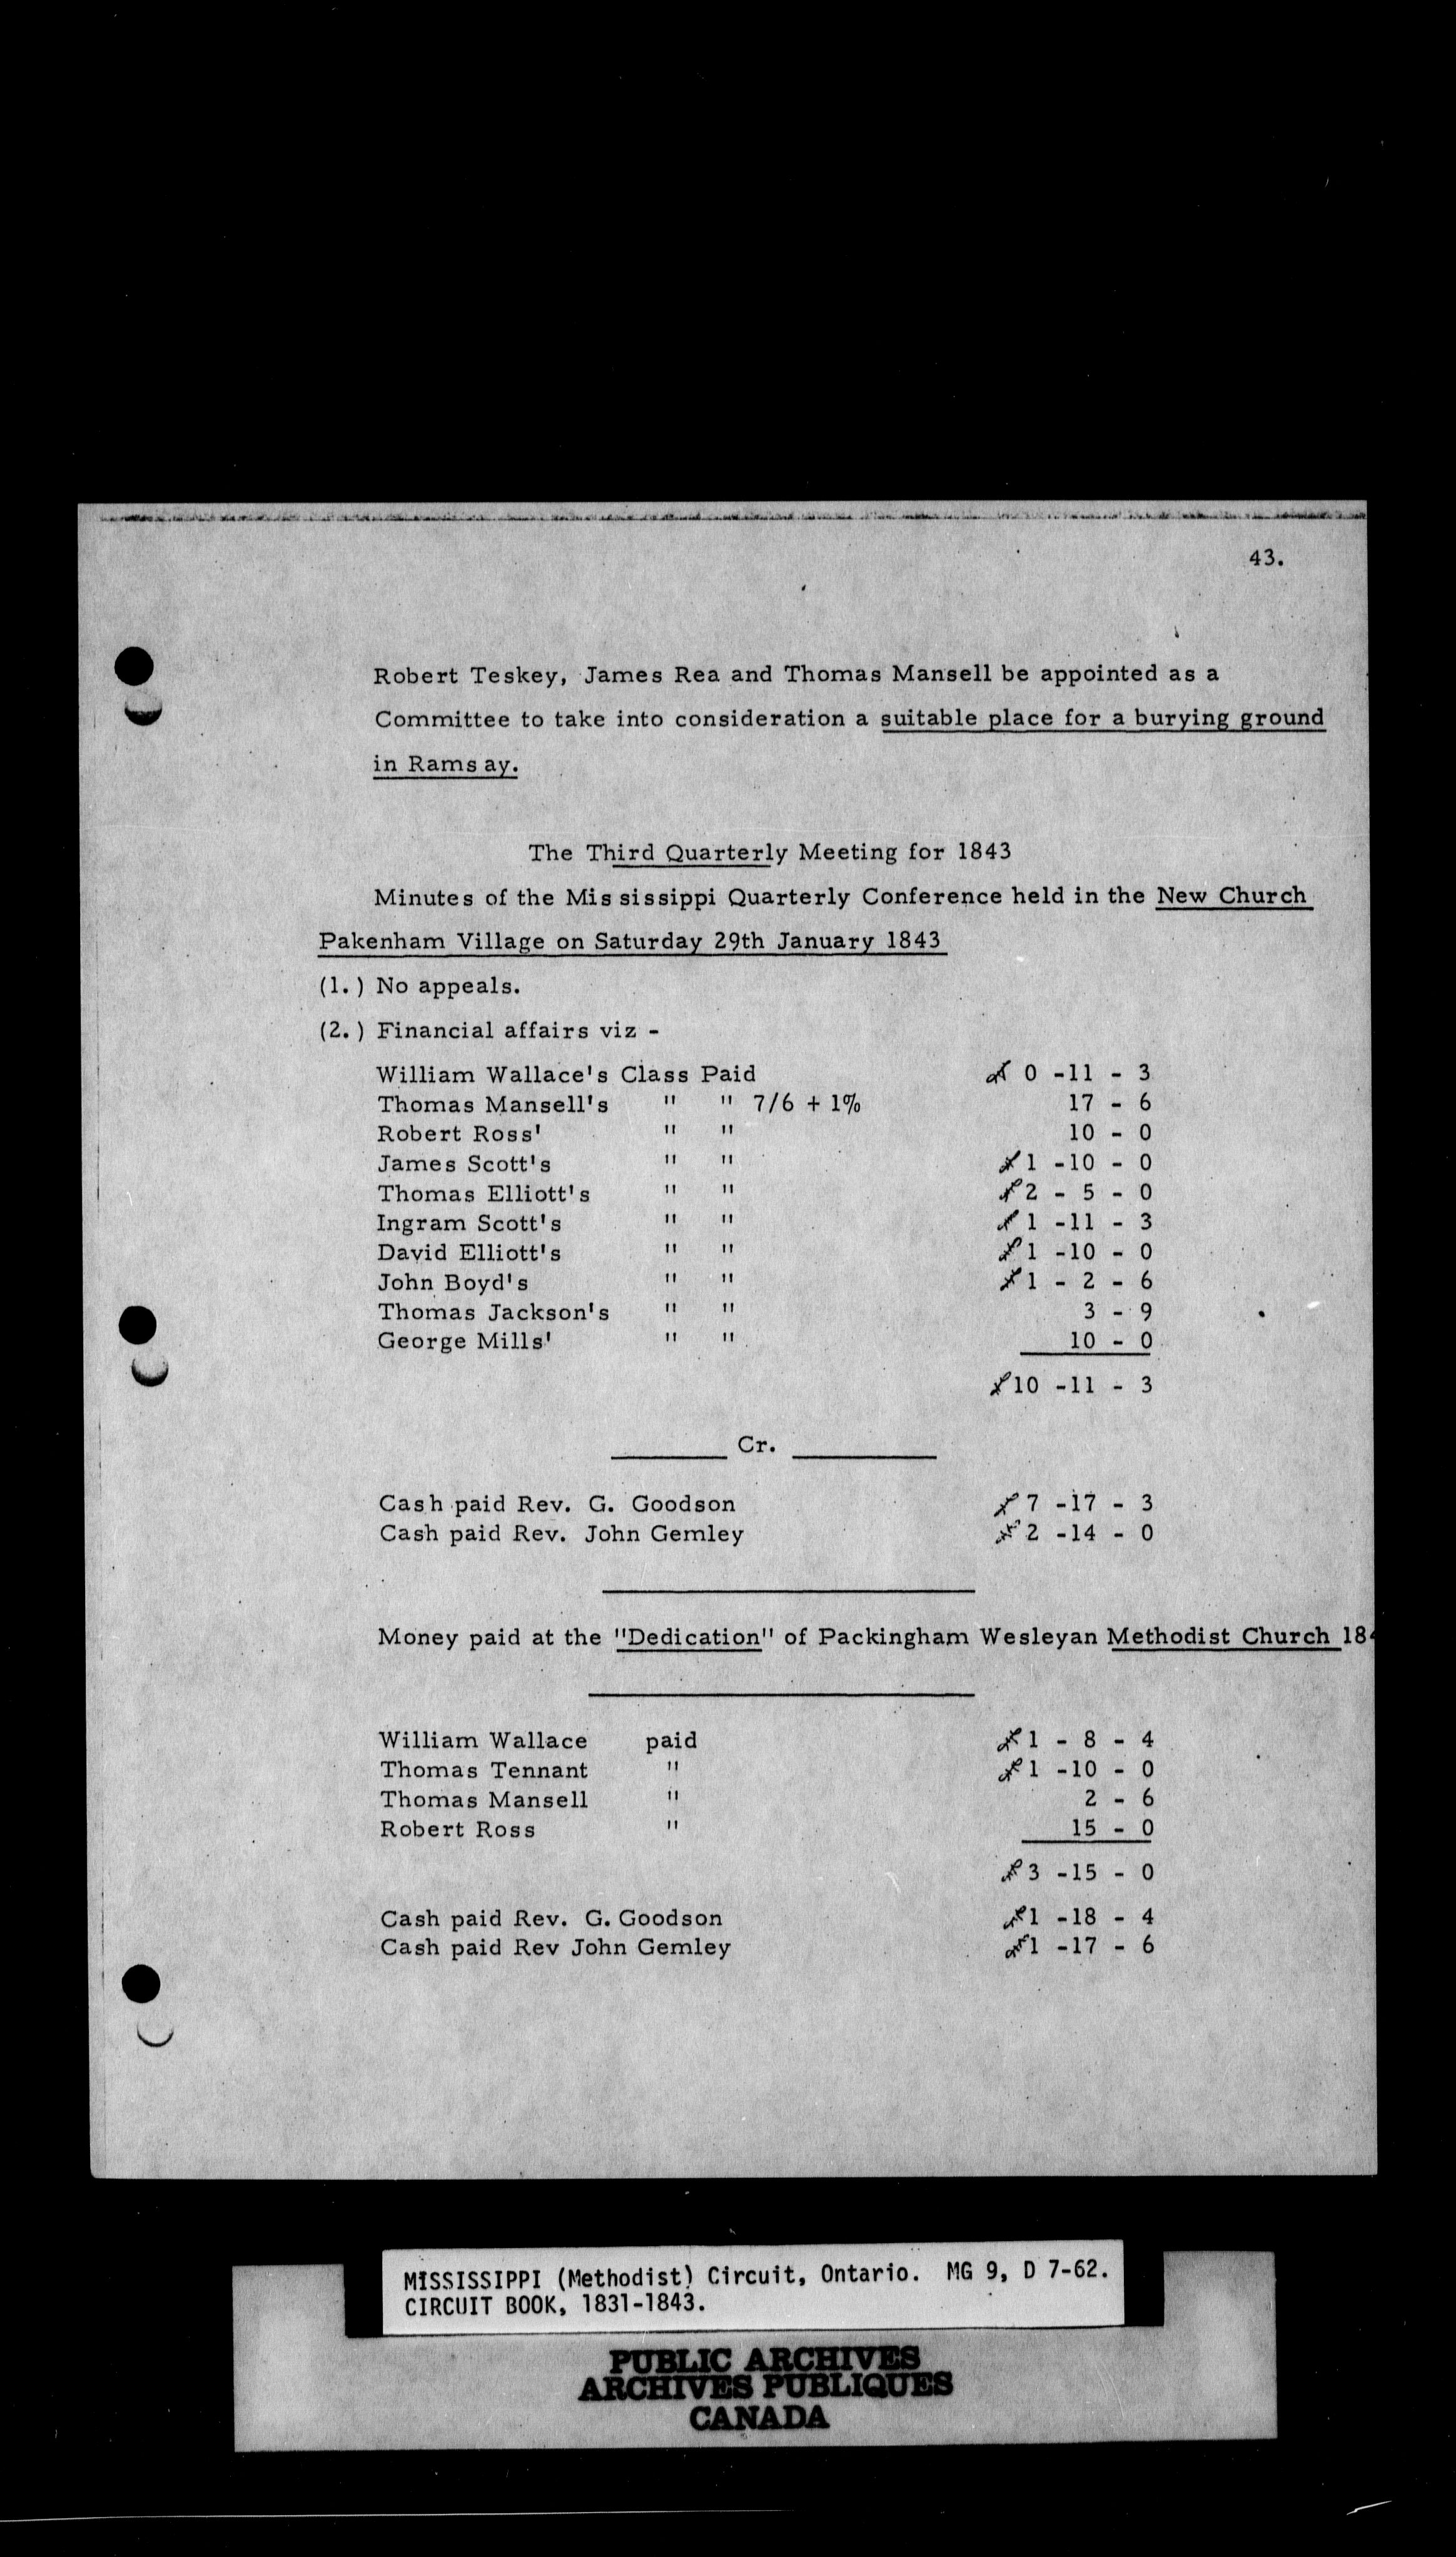 43.
Robert Teskey, James Rea and Thomas Mansell be appointed as a
Committee to take into consideration a suitable place for a burying ground
in Rams ay.
The Third Quarterly Meeting for 1843
Minutes of the Mis sissippi Quarterly Conference held in the New Church
Pakenham Village on Saturday 29th January 1843
(1.) No appeals.
(2.) Financial affairs viz -
William Wallace's Class Paid £ 0 -11 - 3
Thomas Mansell's " " 7/6 + 1% 17 - 6
Robert Ross' " " 10 - 0
James Scott's " " £ 1 -10 - 0
Thomas Elliott's " " £ 2 - 5 - 0
Ingram Scott's " " £ 1 -11 - 3
David Elliott's " " £ 1 -10 - 0
John Boyd's " " £ 1 - 2 - 6
Thomas Jackson's " " 3 - 9
George Mills' " " 10 - 0
£ 10 -11 - 3
Cr.
Cash paid Rev. G. Goodson £ 7 -17 - 3
Cash paid Rev. John Gemley £ 2 -14 - 0
Money paid at the "Dedication" of Packingham Wesleyan Methodist Church 18
William Wallace paid £ 1 - 8 - 4
Thomas Tennant " £ 1 -10 - 0
Thomas Mansell " 2 - 6
Robert Ross " 15 - 0
£ 3 -15 - 0
Cash paid Rev. G. Goodson £ 1 -18 - 4
Cash paid Rev John Gemley £ 1 -17 - 6
MISSISSIPPI (Methodist) Circuit, Ontario. MG 9, D 7-62.
CIRCUIT BOOK, 1831-1843.
PUBLIC ARCHIVES
ARCHIVES PUBLIQUES
CANADA